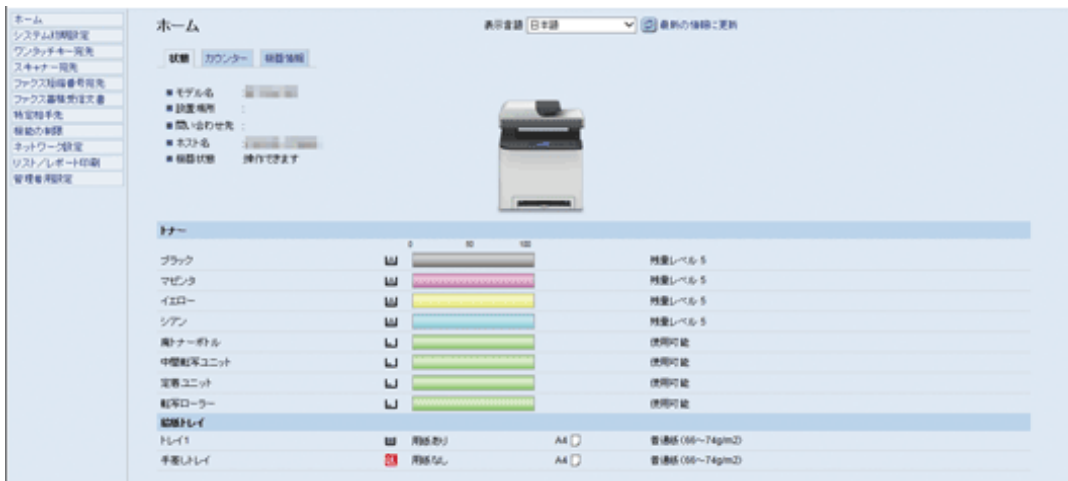 ホーム
システム初期設定
ワンタッチキー宛先
スキャナー宛先
ファクス短縮番号宛先
ファクス蓄積受信文書
特定相手先
機能の制限
ネットワーク設定
リスト／レポート印刷
管理者用設定
ホーム
表示言語 日本語 最新の情報に更新
状態 カウンター 機器情報
■モデル名 :
■設置場所 :
■問い合わせ先 :
■ホスト名 :
■機器状態 操作できます
トナー
0 50 100
ブラック 残量レベル 5
マゼンタ 残量レベル 5
イエロー 残量レベル 5
シアン 残量レベル 5
廃トナーボトル 使用可能
中間転写ユニット 使用可能
定着ユニット 使用可能
転写ローラー 使用可能
給紙トレイ
トレイ1 用紙あり A4 普通紙 (66～74g/m2)
手差しトレイ 用紙なし A4 普通紙 (66～74g/m2)